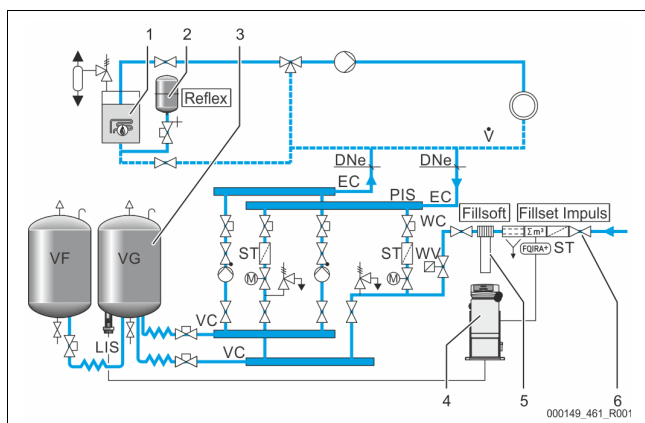 1
2
3
Reflex
V̇
DNe
DNe
EC
PIS
EC
WC
Fillsoft
Fillset Impuls
ST
ST
WV
Σm³
FQIRA+
ST
VF
VG
M
M
LIS
VC
VC
4
5
6
000149_461_R001